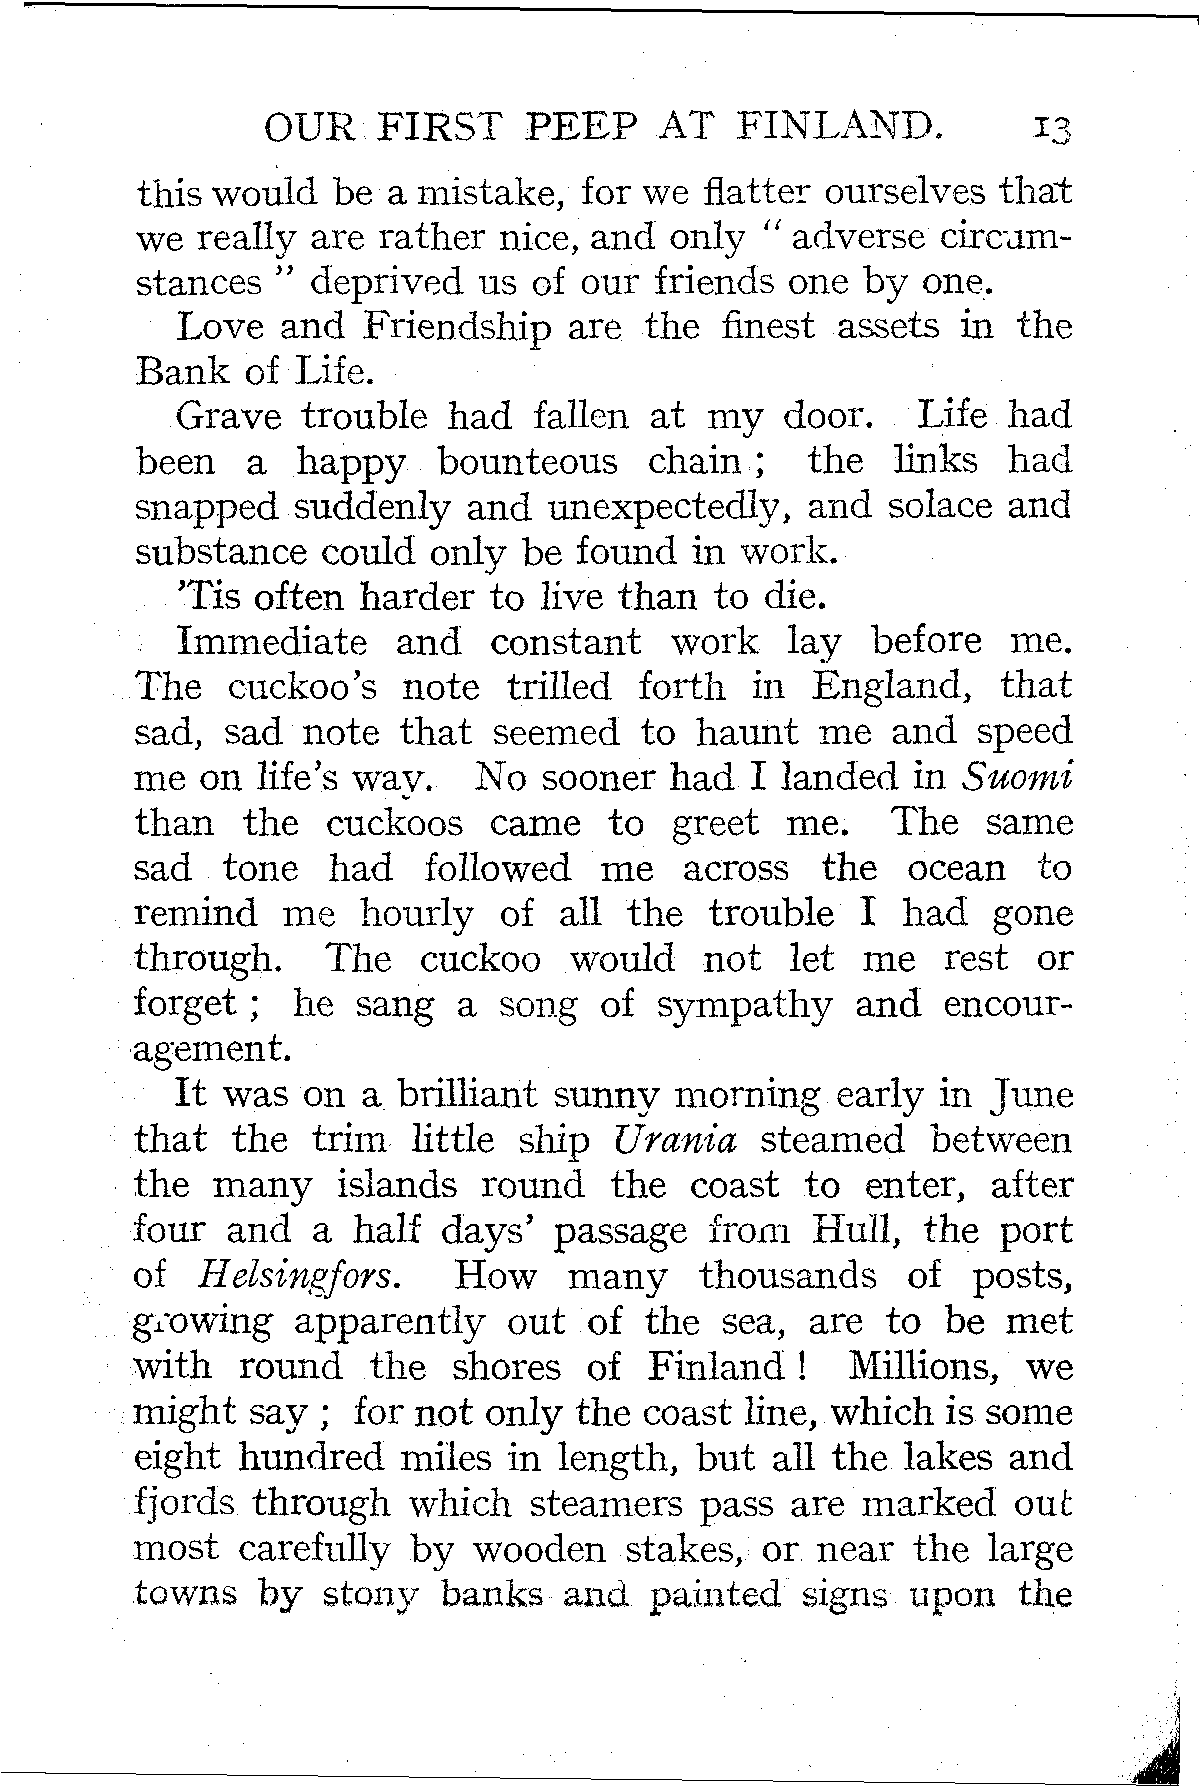 OUR FIRST PEEP AT FINLAND. 13
this would be a mistake, for we flatter ourselves that
we really are rather nice, and only “ adverse circum-
stances ” deprived us of our friends one by one.
Love and Friendship are the finest assets in the
Bank of Life.
Grave trouble had fallen at my door. Life had
been a happy bounteous chain ; the links had
snapped suddenly and unexpectedly, and solace and
substance could only be found in work.
’Tis often harder to live than to die.
Immediate and constant work lay before me.
The cuckoo’s note trilled forth in England, that
sad, sad note that seemed to haunt me and speed
me on life’s way. No sooner had I landed in Suomi
than the cuckoos came to greet me. The same
sad tone had followed me across the ocean to
remind me hourly of all the trouble I had gone
through. The cuckoo would not let me rest or
forget ; he sang a song of sympathy and encour-
agement.
It was on a brilliant sunny morning early in June
that the trim little ship Urania steamed between
the many islands round the coast to enter, after
four and a half days’ passage from Hull, the port
of Helsingfors. How many thousands of posts,
growing apparently out of the sea, are to be met
with round the shores of Finland ! Millions, we
might say ; for not only the coast line, which is some
eight hundred miles in length, but all the lakes and
fjords through which steamers pass are marked out
most carefully by wooden stakes, or near the large
towns by stony banks and painted signs upon the